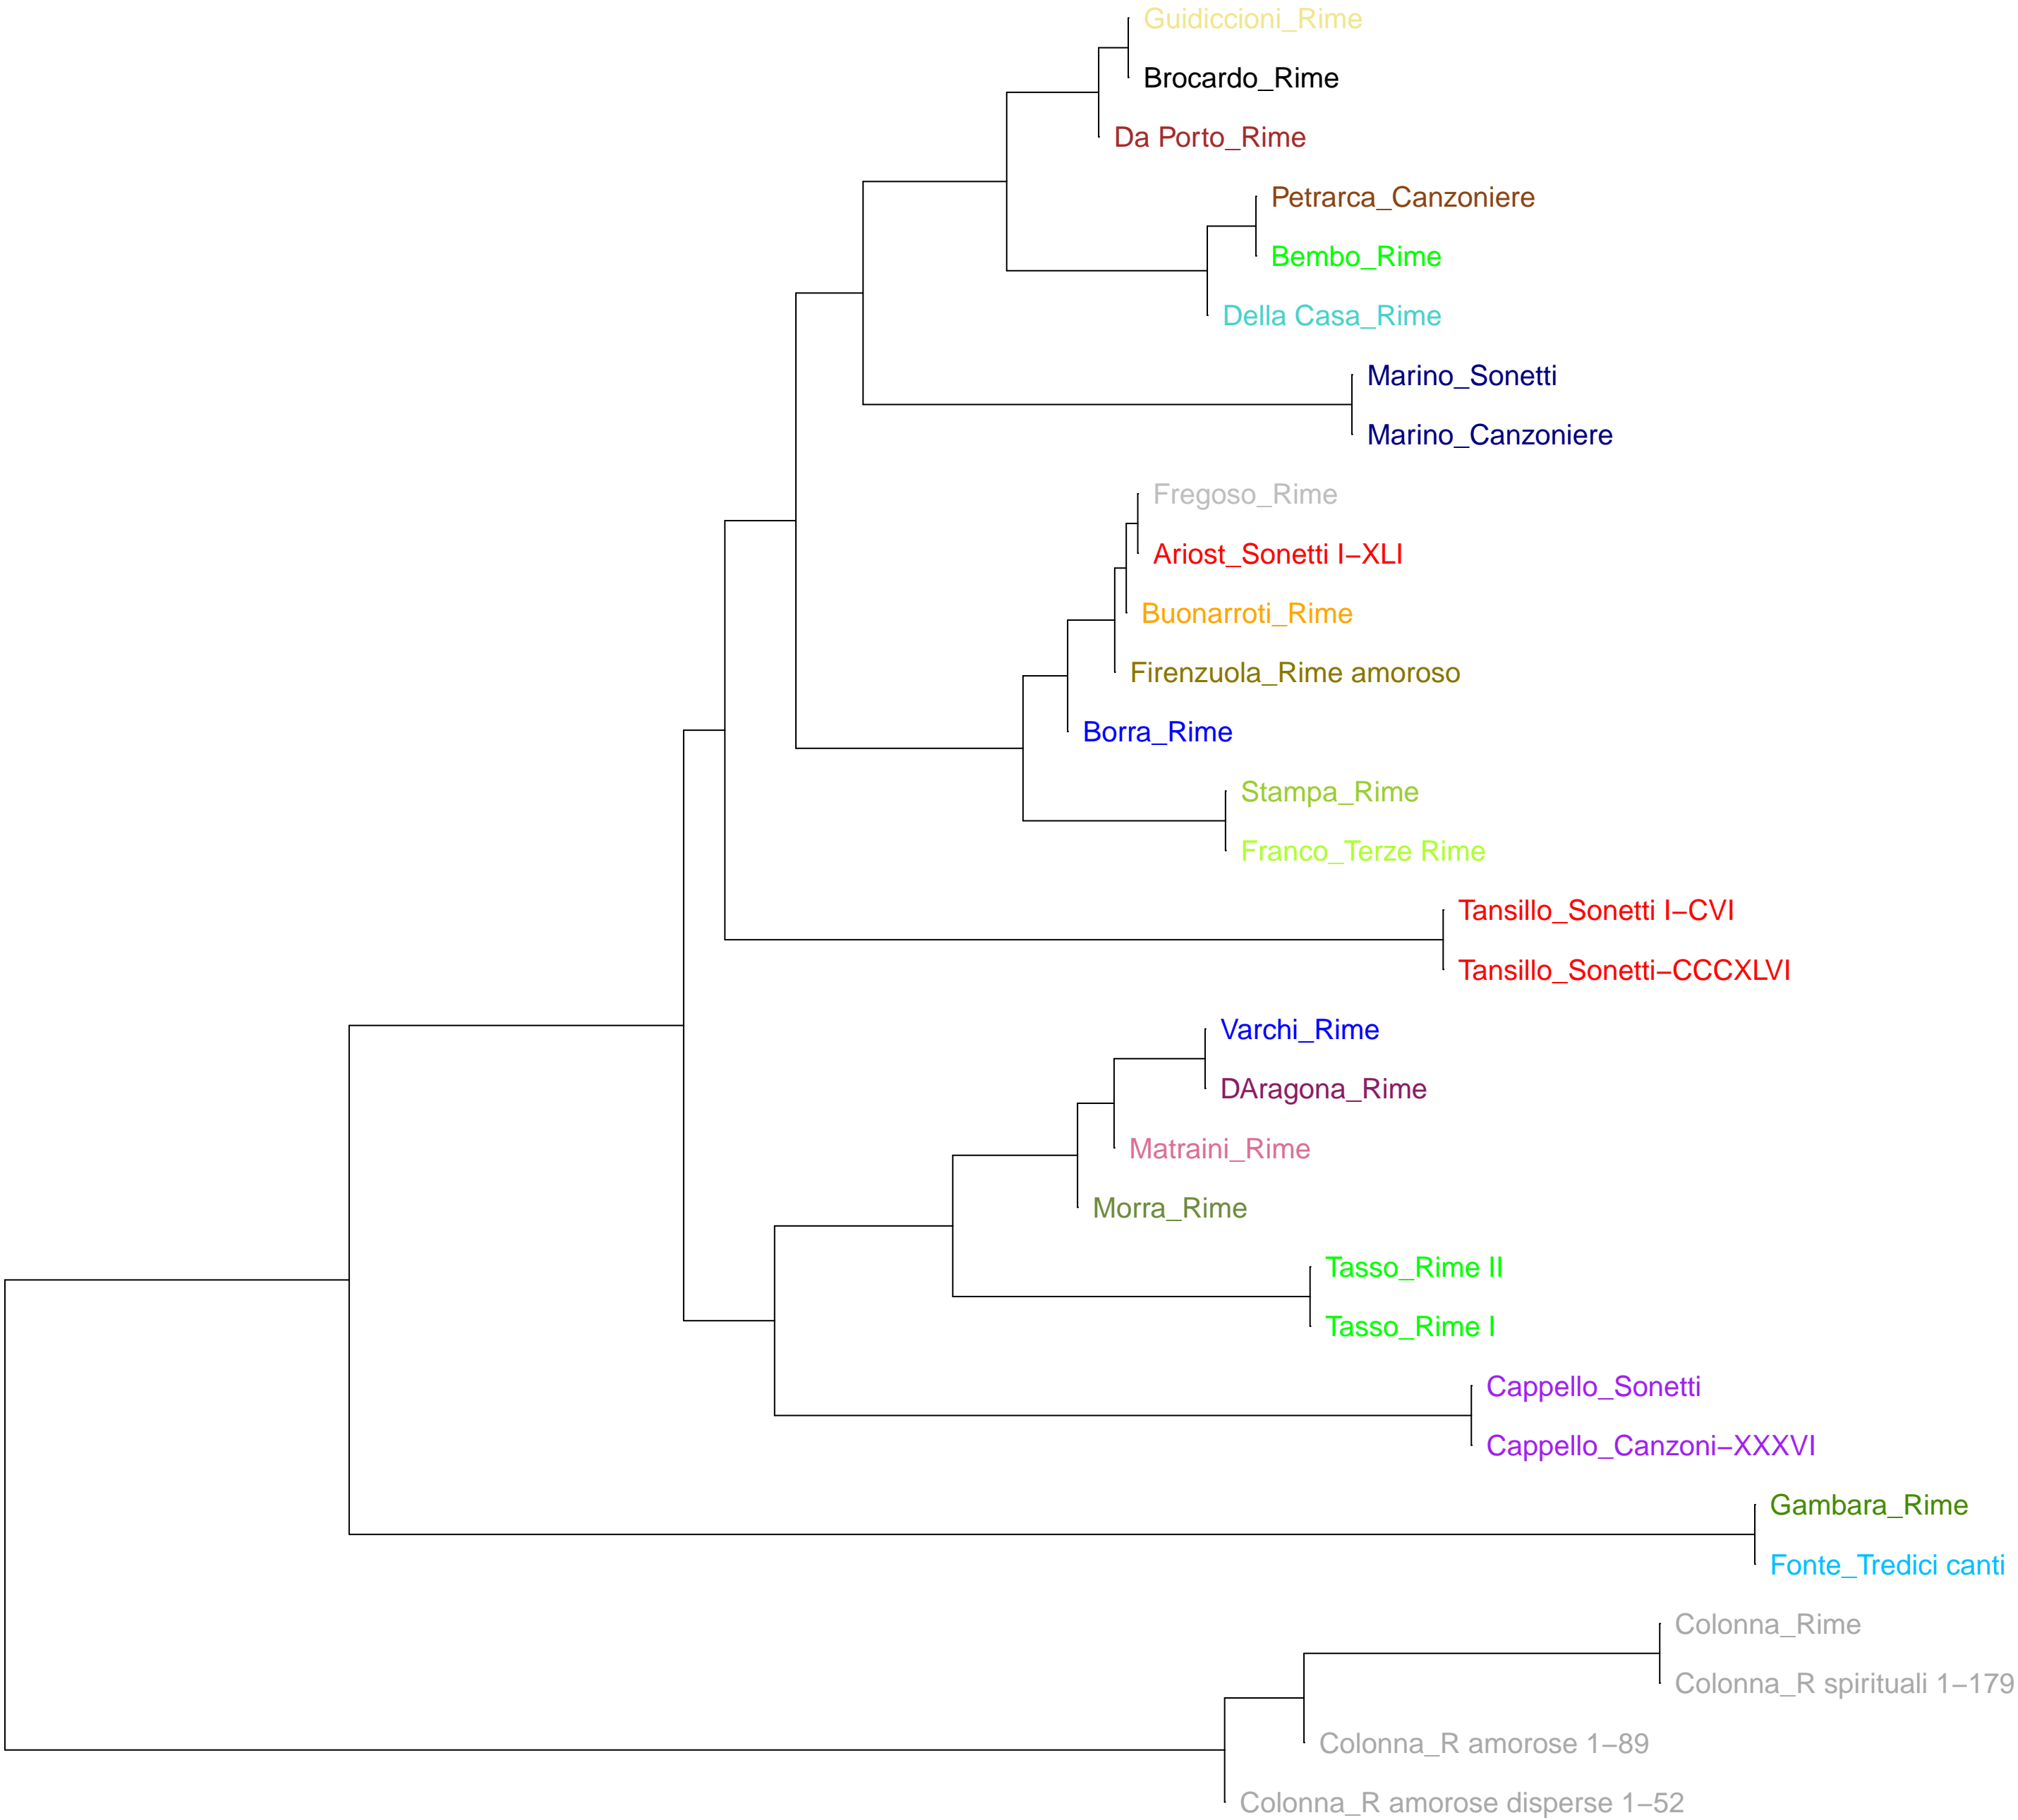 Guidiccioni_Rime
Brocardo_Rime
Da Porto_Rime
Petrarca_Canzoniere
Bembo_Rime
Della Casa_Rime
Marino_Sonetti
Marino_Canzoniere
Fregoso_Rime
Ariost_Sonetti I−XLI
Buonarroti_Rime
Firenzuola_Rime amoroso
Borra_Rime
Stampa_Rime
Franco_Terze Rime
Tansillo_Sonetti I−CVI
Tansillo_Sonetti−CCCXLVI
Varchi_Rime
DAragona_Rime
Matraini_Rime
Morra_Rime
Tasso_Rime II
Tasso_Rime I
Cappello_Sonetti
Cappello_Canzoni−XXXVI
Gambara_Rime
Fonte_Tredici canti
Colonna_Rime
Colonna_R spirituali 1−179
Colonna_R amorose 1−89
Colonna_R amorose disperse 1−52